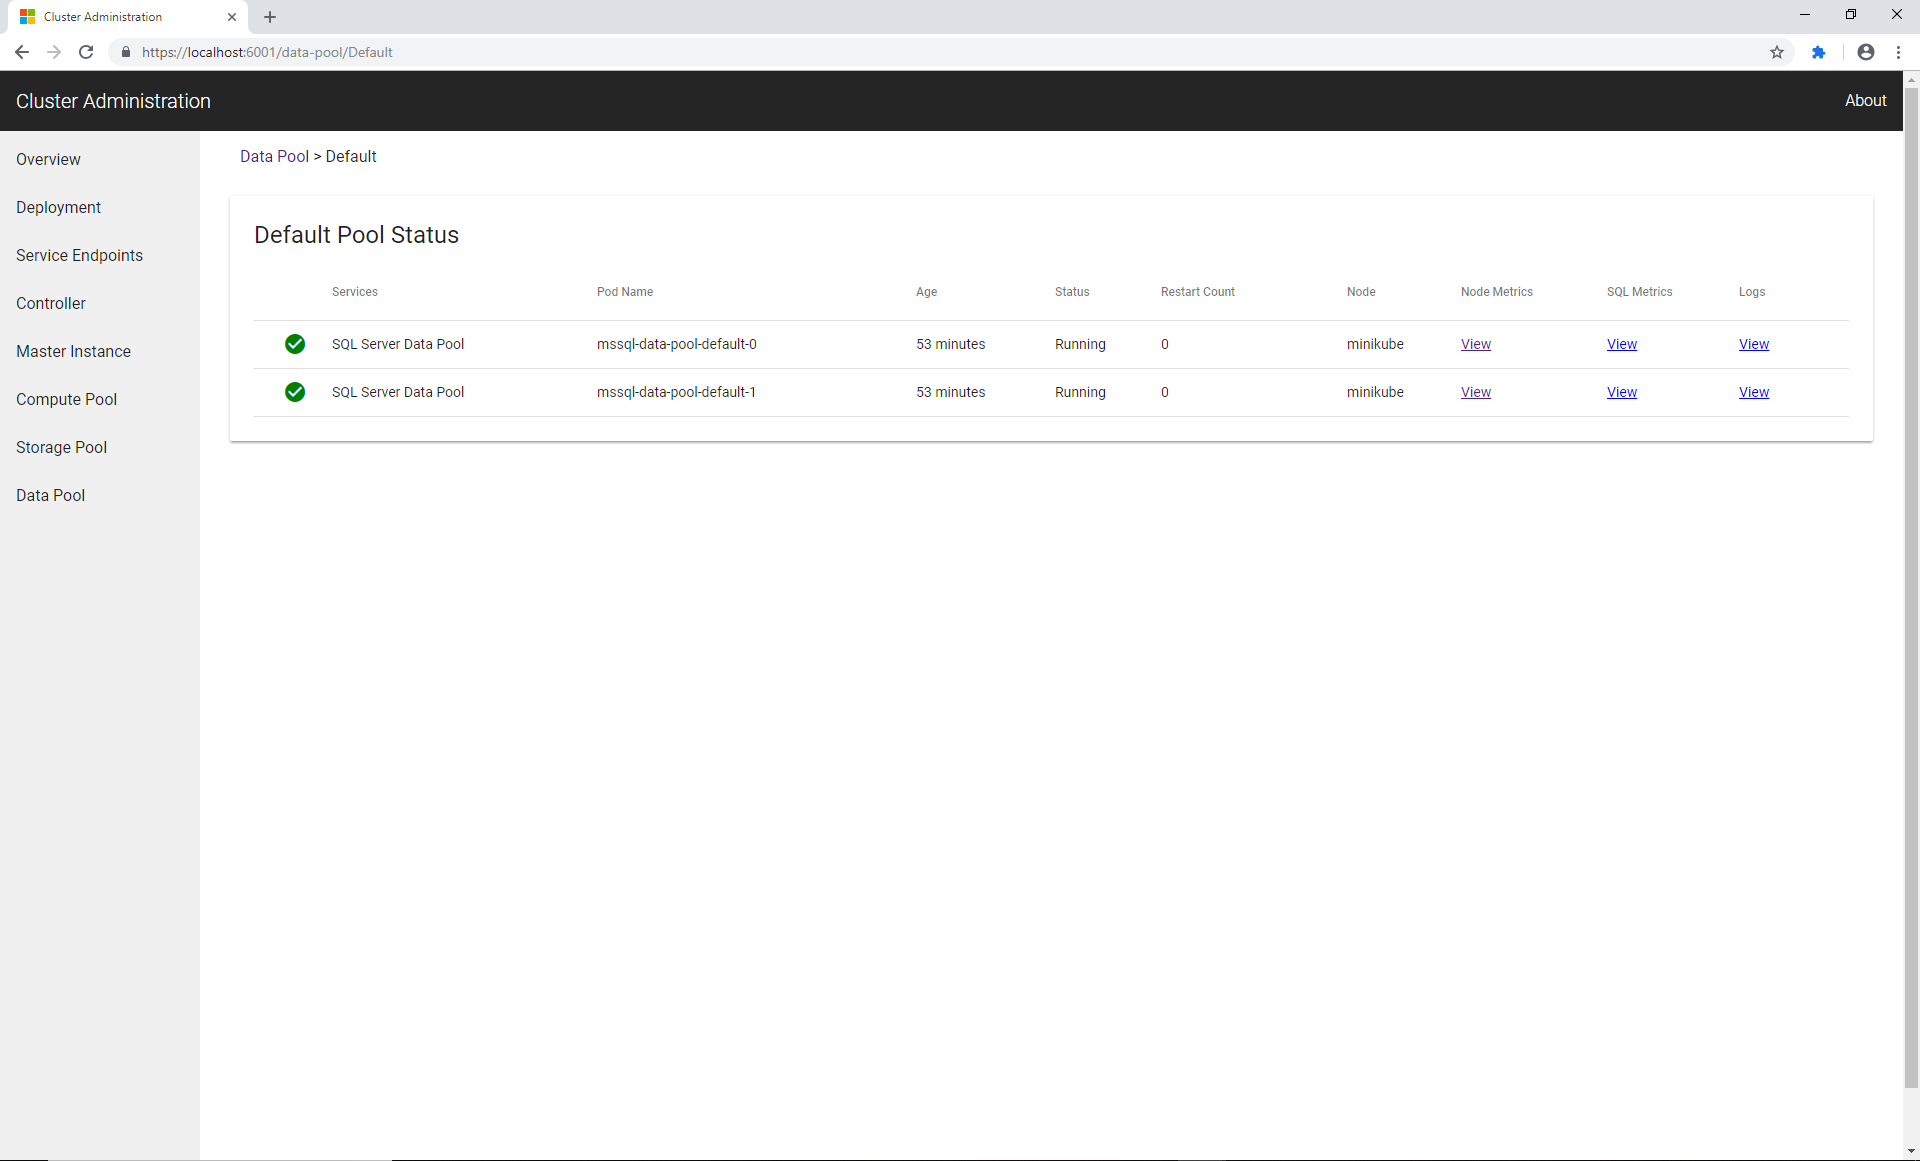 Cluster Administration
https://localhost:6001/data-pool/Default
Cluster Administration
About
Overview
Deployment
Service Endpoints
Controller
Master Instance
Compute Pool
Storage Pool
Data Pool
Data Pool > Default
Default Pool Status
Services Pod Name Age Status Restart Count Node Node Metrics SQL Metrics Logs
SQL Server Data Pool mssql-data-pool-default-0 53 minutes Running 0 minikube View View View
SQL Server Data Pool mssql-data-pool-default-1 53 minutes Running 0 minikube View View View